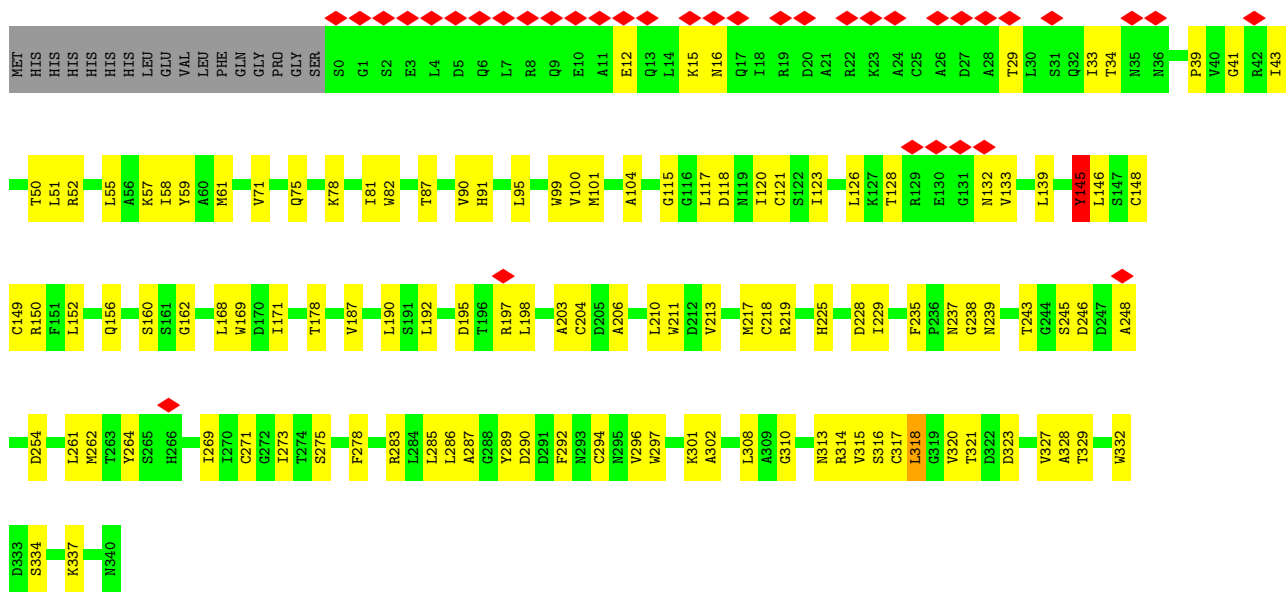 MET HIS HIS HIS HIS HIS HIS LEU GLU VAL LEU PHE GLN GLY PRO GLY SER S0 G1 S2 E3 L4 D5 Q6 L7 R8 Q9 E10 A11 E12 Q13 L14 K15 N16 Q17 I18 R19 D20 A21 R22 K23 A24 C25 A26 D27 A28 T29 L30 S31 Q32 I33 T34 N35 N36 P39 V40 G41 R42 I43
T50 L51 R52 L55 A56 K57 I58 Y59 A60 M61 V71 Q75 K78 I81 W82 T87 V90 H91 L95 W99 V100 M101 A104 G115 G116 L117 D118 N119 I120 C121 S122 I123 L126 K127 T128 R129 E130 G131 N132 V133 L139 Y145 L146 S147 C148
C149 R150 F151 L152 Q156 S160 S161 G162 L168 W169 D170 I171 T178 V187 L190 S191 L192 D195 T196 R197 L198 A203 C204 D205 A206 L210 W211 D212 V213 M217 C218 R219 H225 D228 I229 F235 P236 N237 G238 N239 T243 G244 S245 D246 D247 A248
D254 L261 M262 T263 Y264 S265 H266 I269 I270 C271 G272 I273 T274 S275 F278 R283 L284 L285 L286 A287 G288 Y289 D290 D291 F292 N293 C294 N295 V296 W297 K301 A302 L308 A309 G310 N313 R314 V315 S316 C317 L318 G319 V320 T321 D322 D323 V327 A328 T329 W332
D333 S334 K337 N340